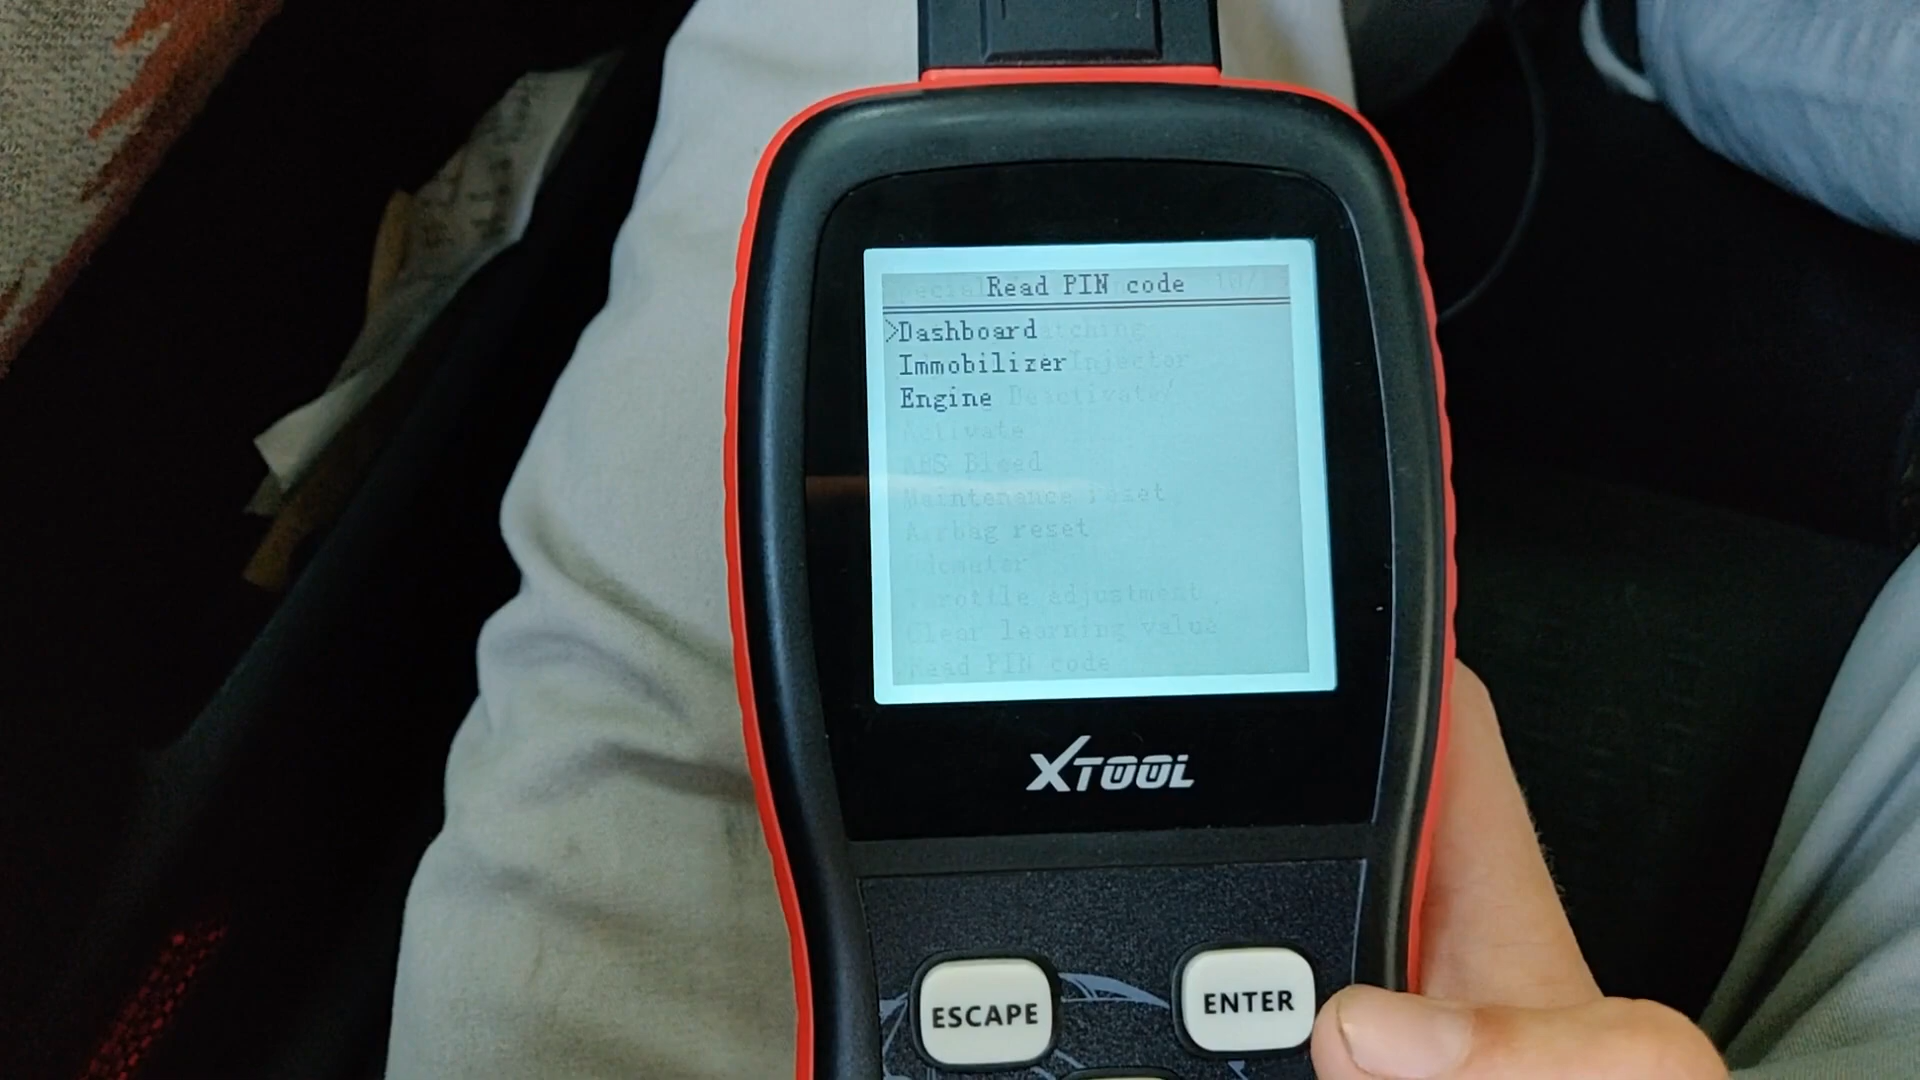 Read PIN code
>Dashboard
Immobilizer
Engine Deactivate/
Activate
ABS Bleed
Maintenance reset
Airbag reset
Odometer
Throttle adjustment
Clear learning value
Read PIN code
XTOOL
ESCAPE
ENTER